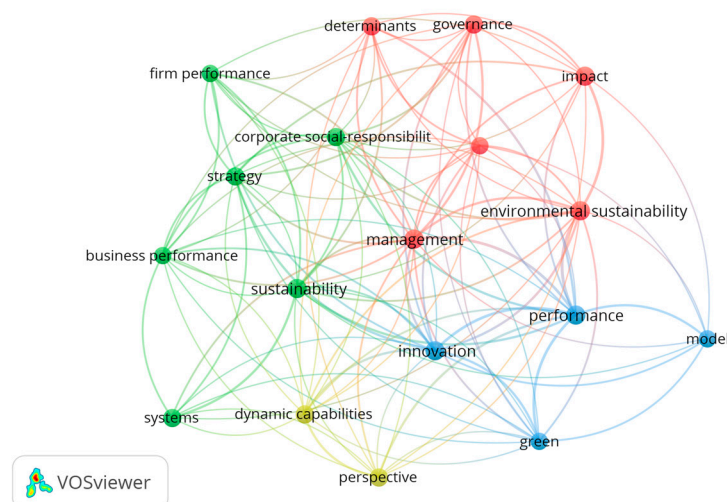 determinants
governance
firm performance
impact
corporate social-responsibilit
strategy
environmental sustainability
management
business performance
sustainability
performance
model
innovation
systems
dynamic capabilities
green
perspective
VOSviewer